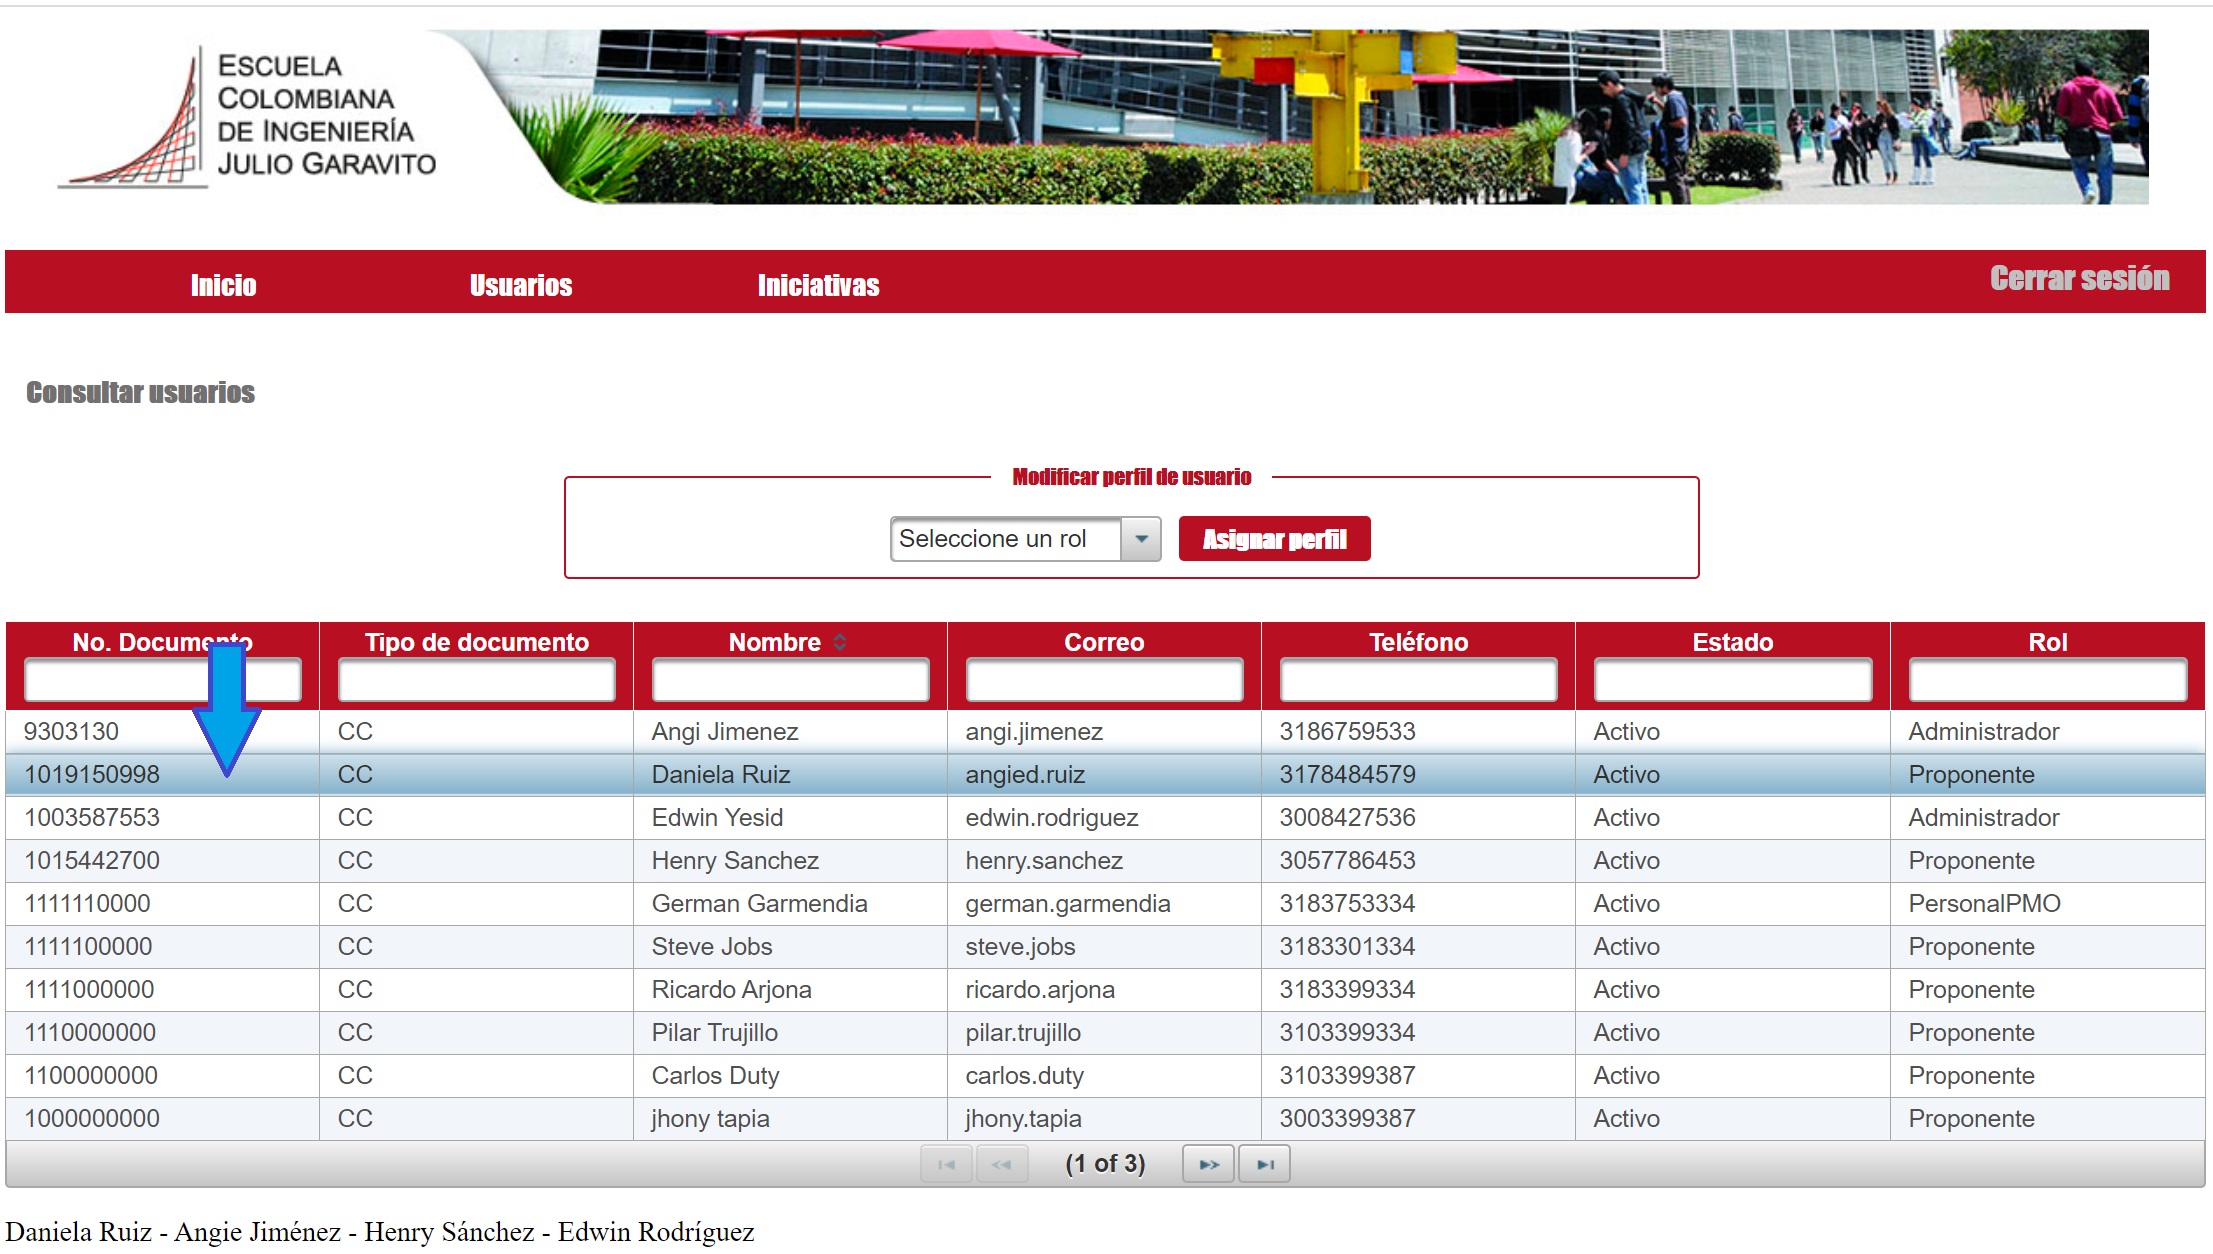 ESCUELA
COLOMBIANA
DE INGENIERÍA
JULIO GARAVITO
Inicio Usuarios Iniciativas Cerrar sesión
Consultar usuarios
Modificar perfil de usuario
Seleccione un rol Asignar perfil
No. Documento Tipo de documento Nombre Correo Teléfono Estado Rol
9303130 CC Angi Jimenez angi.jimenez 3186759533 Activo Administrador
1019150998 CC Daniela Ruiz angied.ruiz 3178484579 Activo Proponente
1003587553 CC Edwin Yesid edwin.rodriguez 3008427536 Activo Administrador
1015442700 CC Henry Sanchez henry.sanchez 3057786453 Activo Proponente
1111110000 CC German Garmendia german.garmendia 3183753334 Activo PersonalPMO
1111100000 CC Steve Jobs steve.jobs 3183301334 Activo Proponente
1111000000 CC Ricardo Arjona ricardo.arjona 3183399334 Activo Proponente
1110000000 CC Pilar Trujillo pilar.trujillo 3103399334 Activo Proponente
1100000000 CC Carlos Duty carlos.duty 3103399387 Activo Proponente
1000000000 CC jhony tapia jhony.tapia 3003399387 Activo Proponente
(1 of 3)
Daniela Ruiz - Angie Jiménez - Henry Sánchez - Edwin Rodríguez